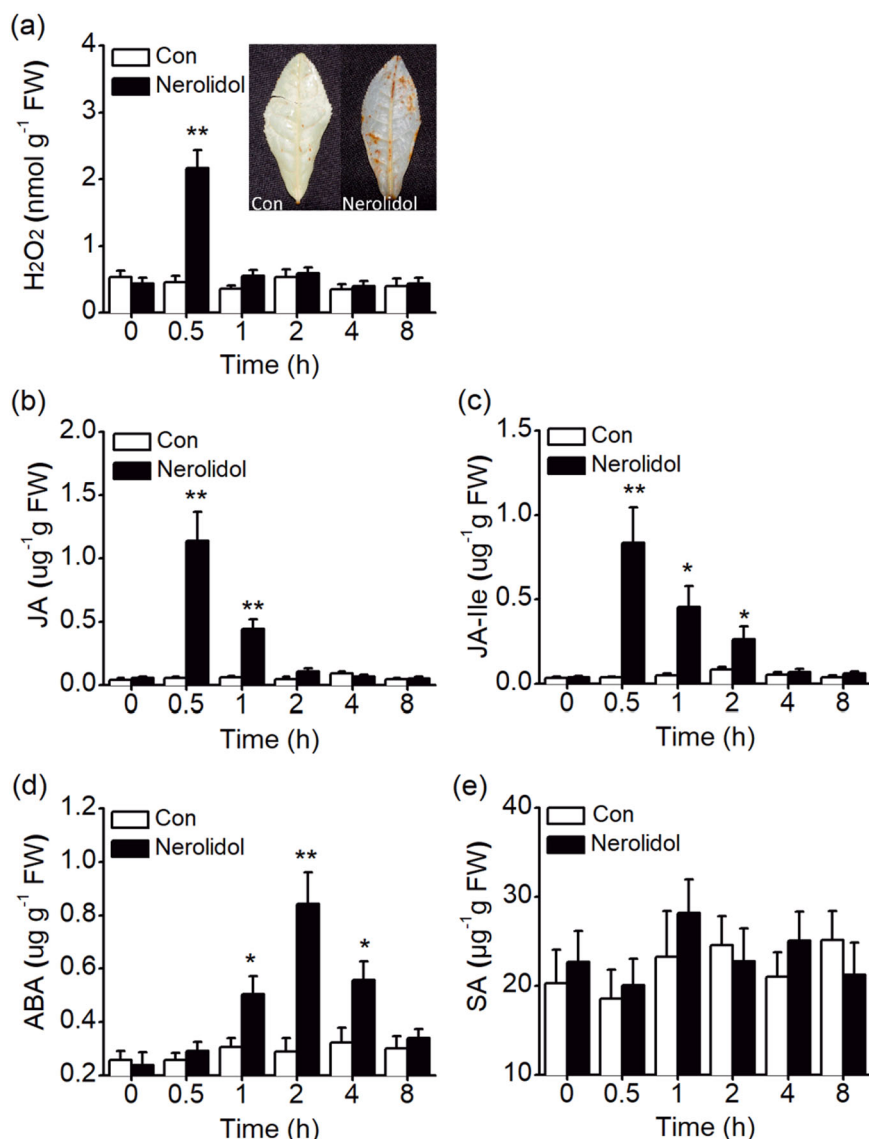 (a)
4
3
2
1
0
H₂O₂ (nmol g⁻¹ FW)
Con
Nerolidol
**
Con
Nerolidol
0 0.5 1 2 4 8
Time (h)
(b)
2.0
1.5
1.0
0.5
0.0
JA (ug⁻¹g FW)
Con
Nerolidol
**
**
0 0.5 1 2 4 8
Time (h)
(c)
1.5
1.0
0.5
0.0
JA-Ile (ug⁻¹g FW)
Con
Nerolidol
**
*
*
0 0.5 1 2 4 8
Time (h)
(d)
1.2
1.0
0.8
0.6
0.4
0.2
ABA (ug g⁻¹ FW)
Con
Nerolidol
*
**
*
0 0.5 1 2 4 8
Time (h)
(e)
40
30
20
10
SA (µg⁻¹g FW)
Con
Nerolidol
0 0.5 1 2 4 8
Time (h)